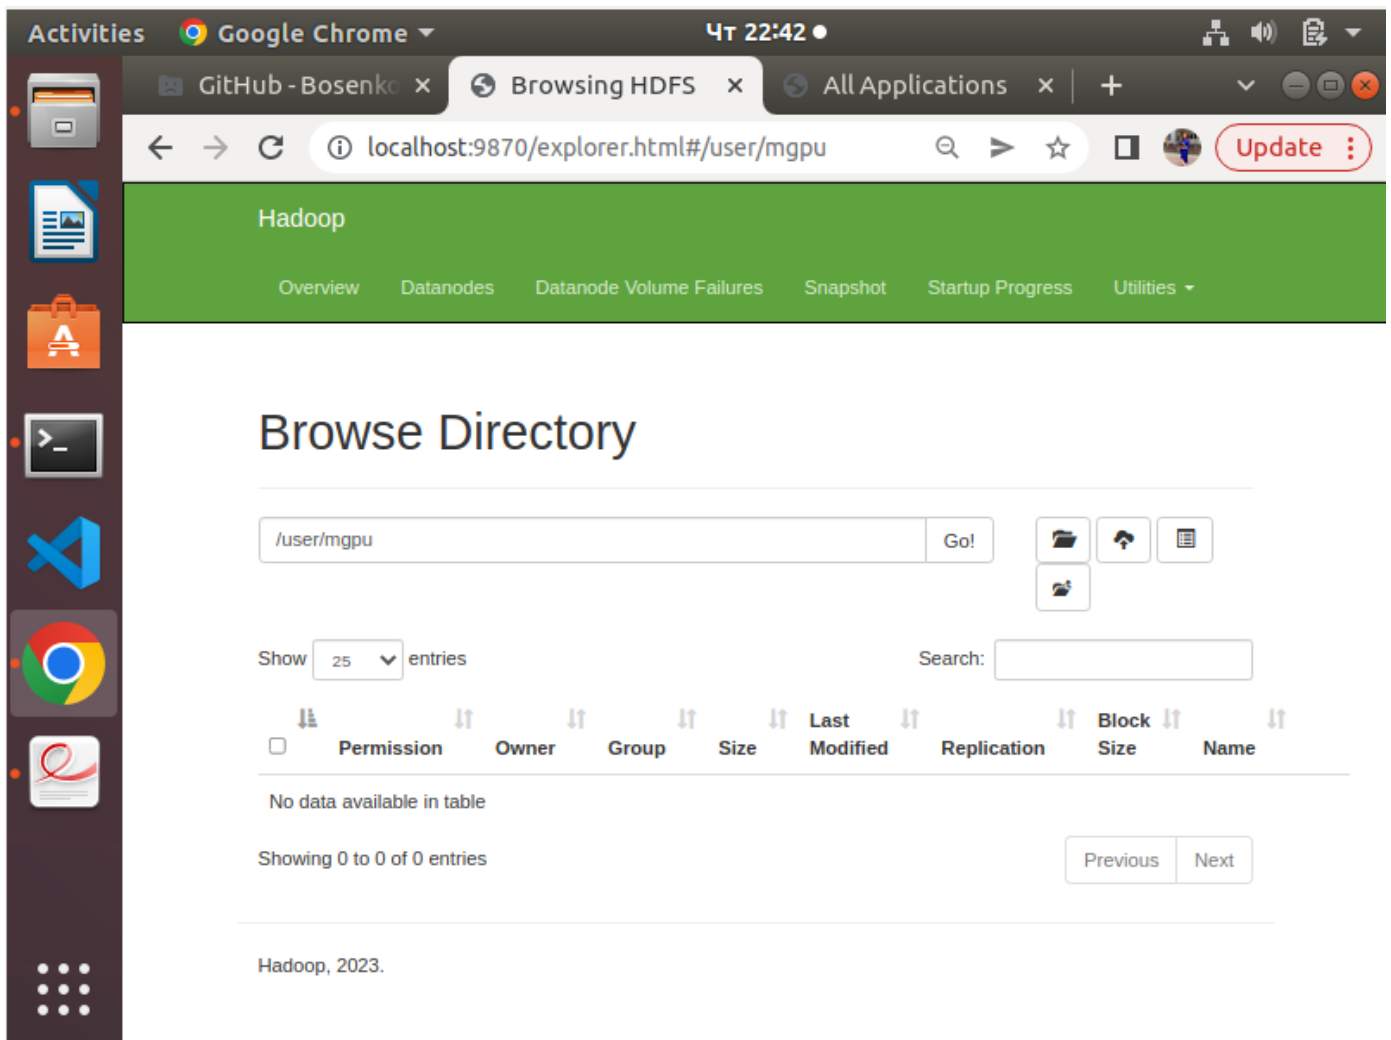 Activities Google Chrome Чт 22:42
GitHub - Bosenko Browsing HDFS All Applications
localhost:9870/explorer.html#/user/mgpu Update
Hadoop
Overview Datanodes Datanode Volume Failures Snapshot Startup Progress Utilities
Browse Directory
/user/mgpu Go!
Show 25 entries Search:
Permission Owner Group Size Last Modified Replication Block Size Name
No data available in table
Showing 0 to 0 of 0 entries Previous Next
Hadoop, 2023.